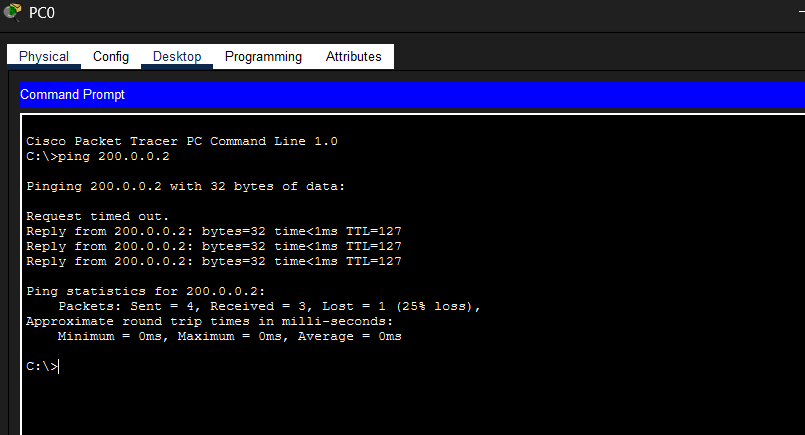 PC0
Physical Config Desktop Programming Attributes
Command Prompt
Cisco Packet Tracer PC Command Line 1.0
C:\>ping 200.0.0.2
Pinging 200.0.0.2 with 32 bytes of data:
Request timed out.
Reply from 200.0.0.2: bytes=32 time<1ms TTL=127
Reply from 200.0.0.2: bytes=32 time<1ms TTL=127
Reply from 200.0.0.2: bytes=32 time<1ms TTL=127
Ping statistics for 200.0.0.2:
Packets: Sent = 4, Received = 3, Lost = 1 (25% loss),
Approximate round trip times in milli-seconds:
Minimum = 0ms, Maximum = 0ms, Average = 0ms
C:\>